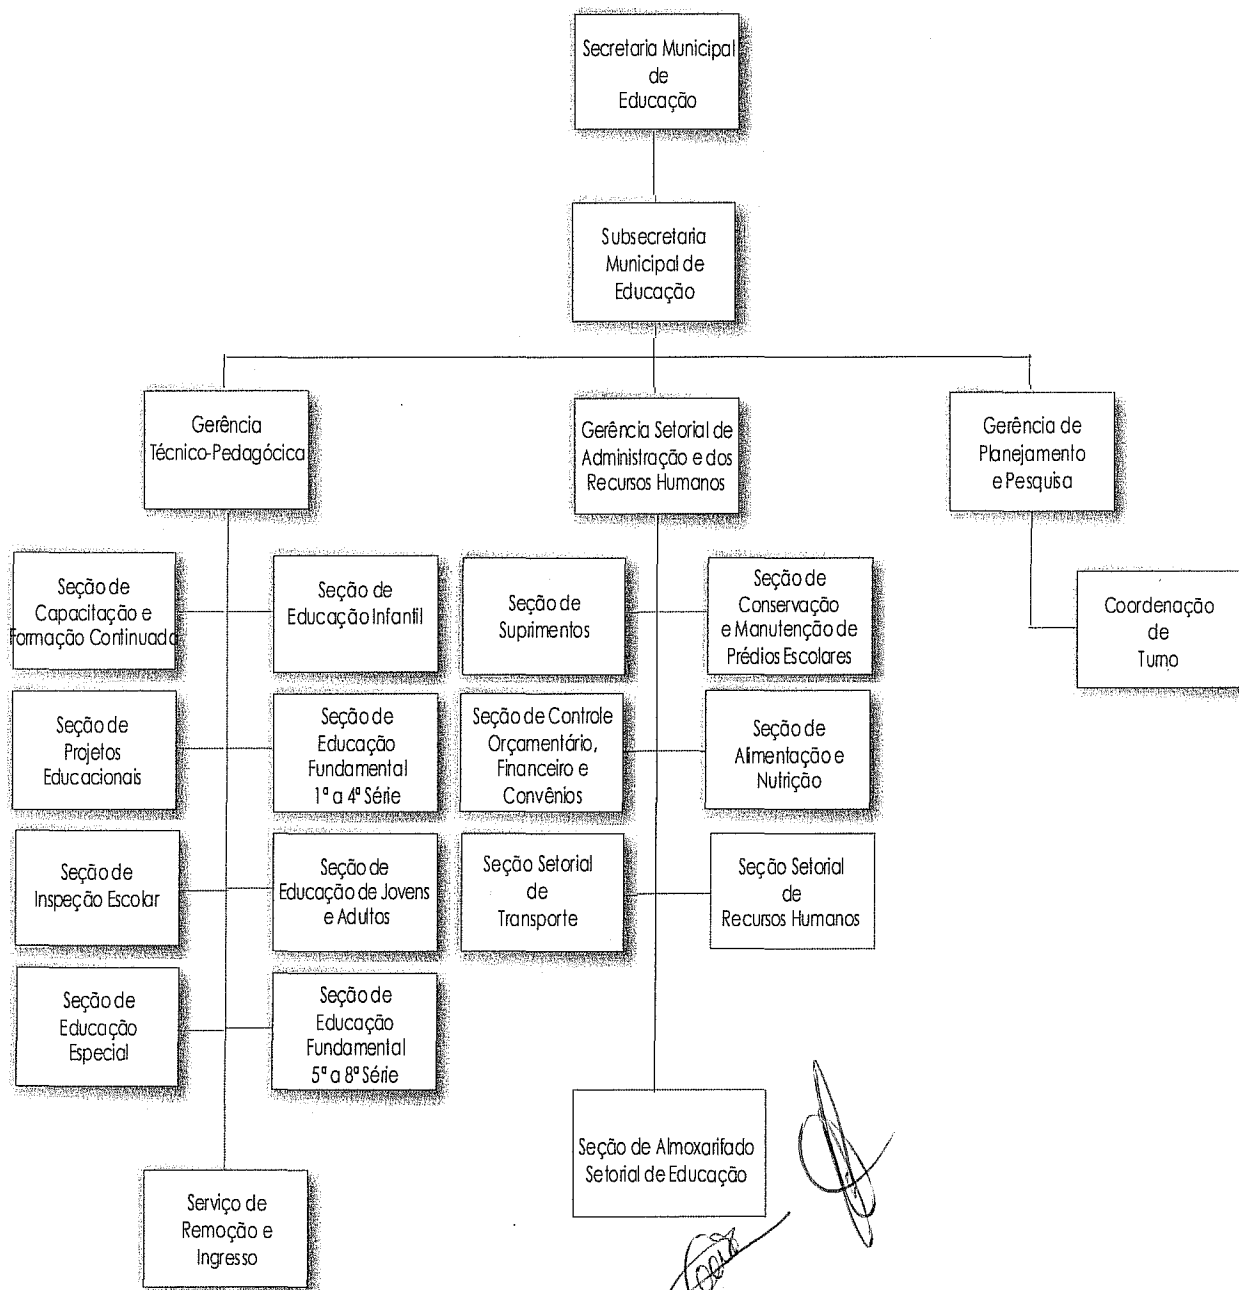 Secretaria Municipal
de
Educação
Subsecretaria
Municipal de
Educação
Gerência
Técnico-Pedagócica
Gerência Setorial de
Administração e dos
Recursos Humanos
Gerência de
Planejamento
e Pesquisa
Seção de
Capacitação e
Formação Continuada
Seção de
Educação Infantil
Seção de
Suprimentos
Seção de
Conservação
e Manutenção de
Prédios Escolares
Coordenação
de
Turno
Seção de
Projetos
Educacionais
Seção de
Educação
Fundamental
1ª a 4ª Série
Seção de Controle
Orçamentário,
Financeiro e
Convênios
Seção de
Alimentação e
Nutrição
Seção de
Inspeção Escolar
Seção de
Educação de Jovens
e Adultos
Seção Setorial
de
Transporte
Seção Setorial
de
Recursos Humanos
Seção de
Educação
Especial
Seção de
Educação
Fundamental
5ª a 8ª Série
Seção de Almoxarifado
Setorial de Educação
Serviço de
Remoção e
Ingresso